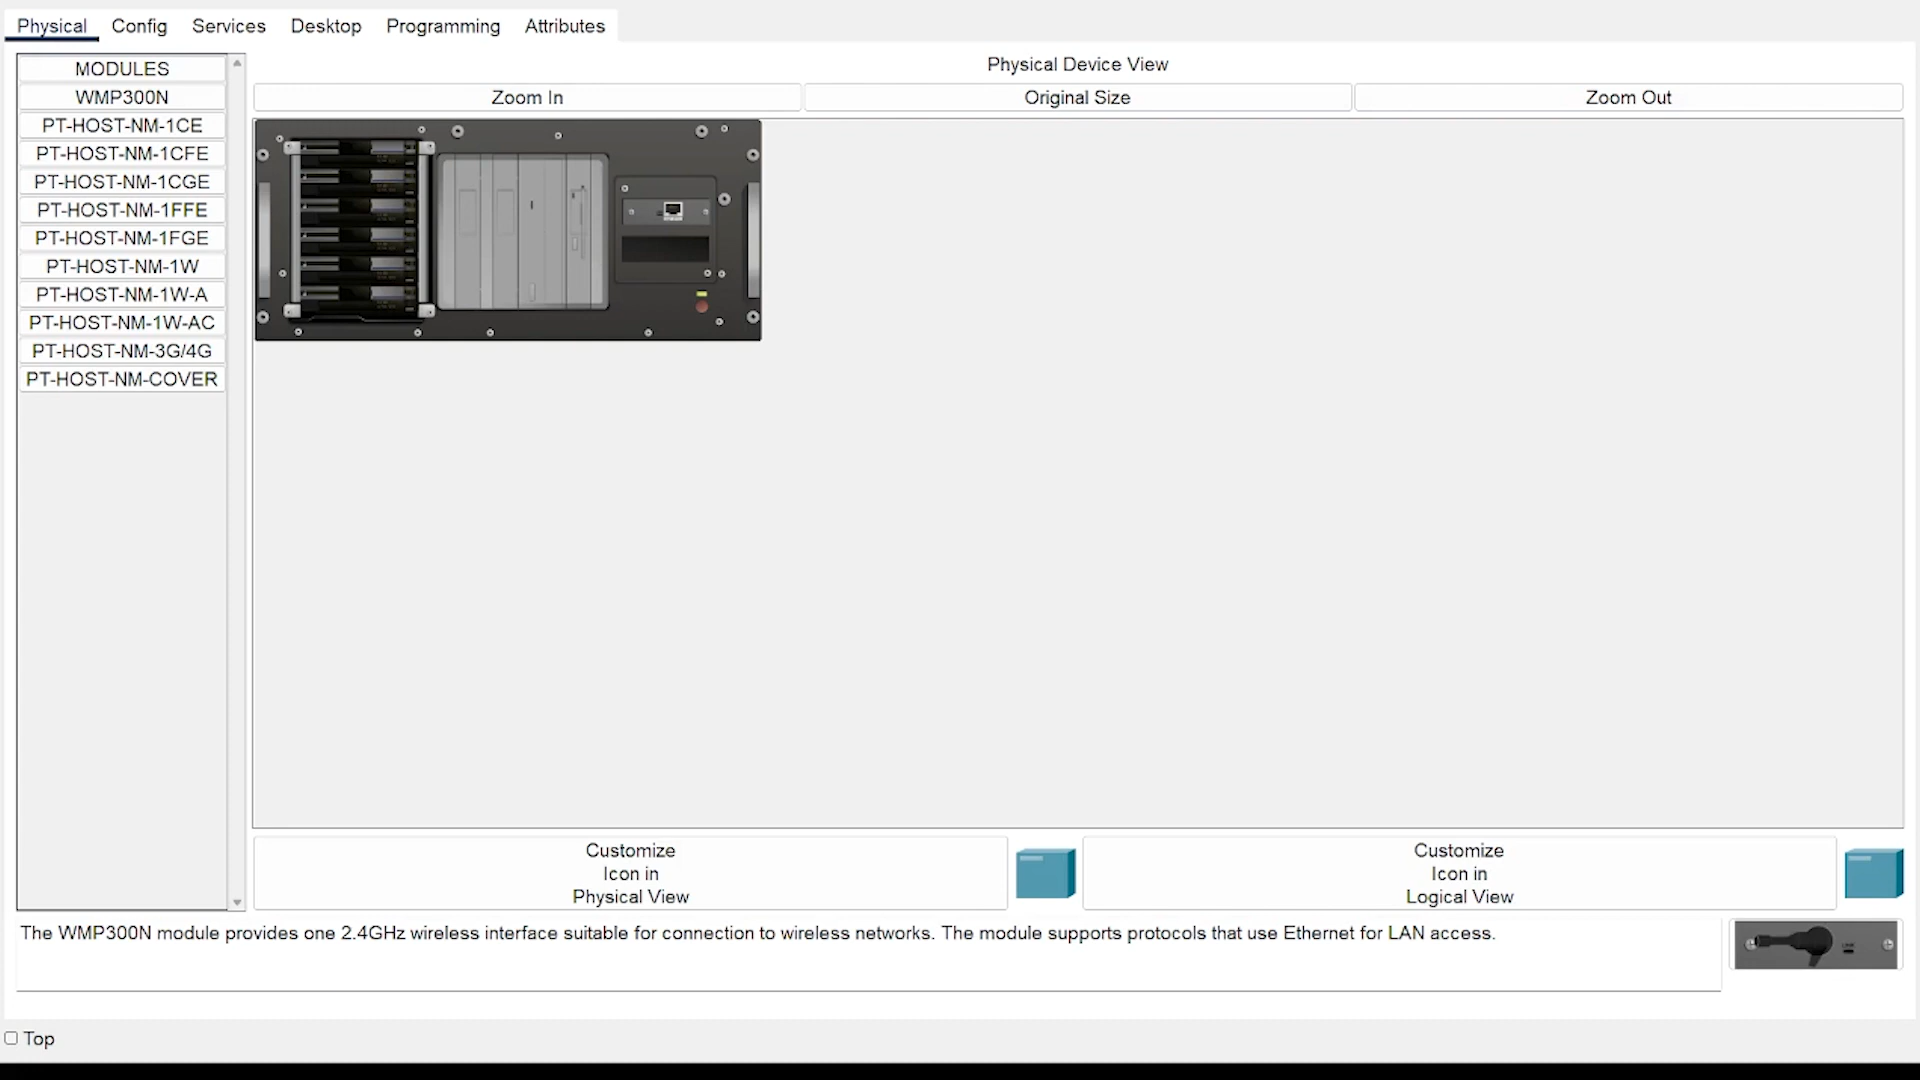 Physical Config Services Desktop Programming Attributes
MODULES
WMP300N
PT-HOST-NM-1CE
PT-HOST-NM-1CFE
PT-HOST-NM-1CGE
PT-HOST-NM-1FFE
PT-HOST-NM-1FGE
PT-HOST-NM-1W
PT-HOST-NM-1W-A
PT-HOST-NM-1W-AC
PT-HOST-NM-3G/4G
PT-HOST-NM-COVER
Physical Device View
Zoom In Original Size Zoom Out
Customize
Icon in
Physical View
Customize
Icon in
Logical View
The WMP300N module provides one 2.4GHz wireless interface suitable for connection to wireless networks. The module supports protocols that use Ethernet for LAN access.
Top